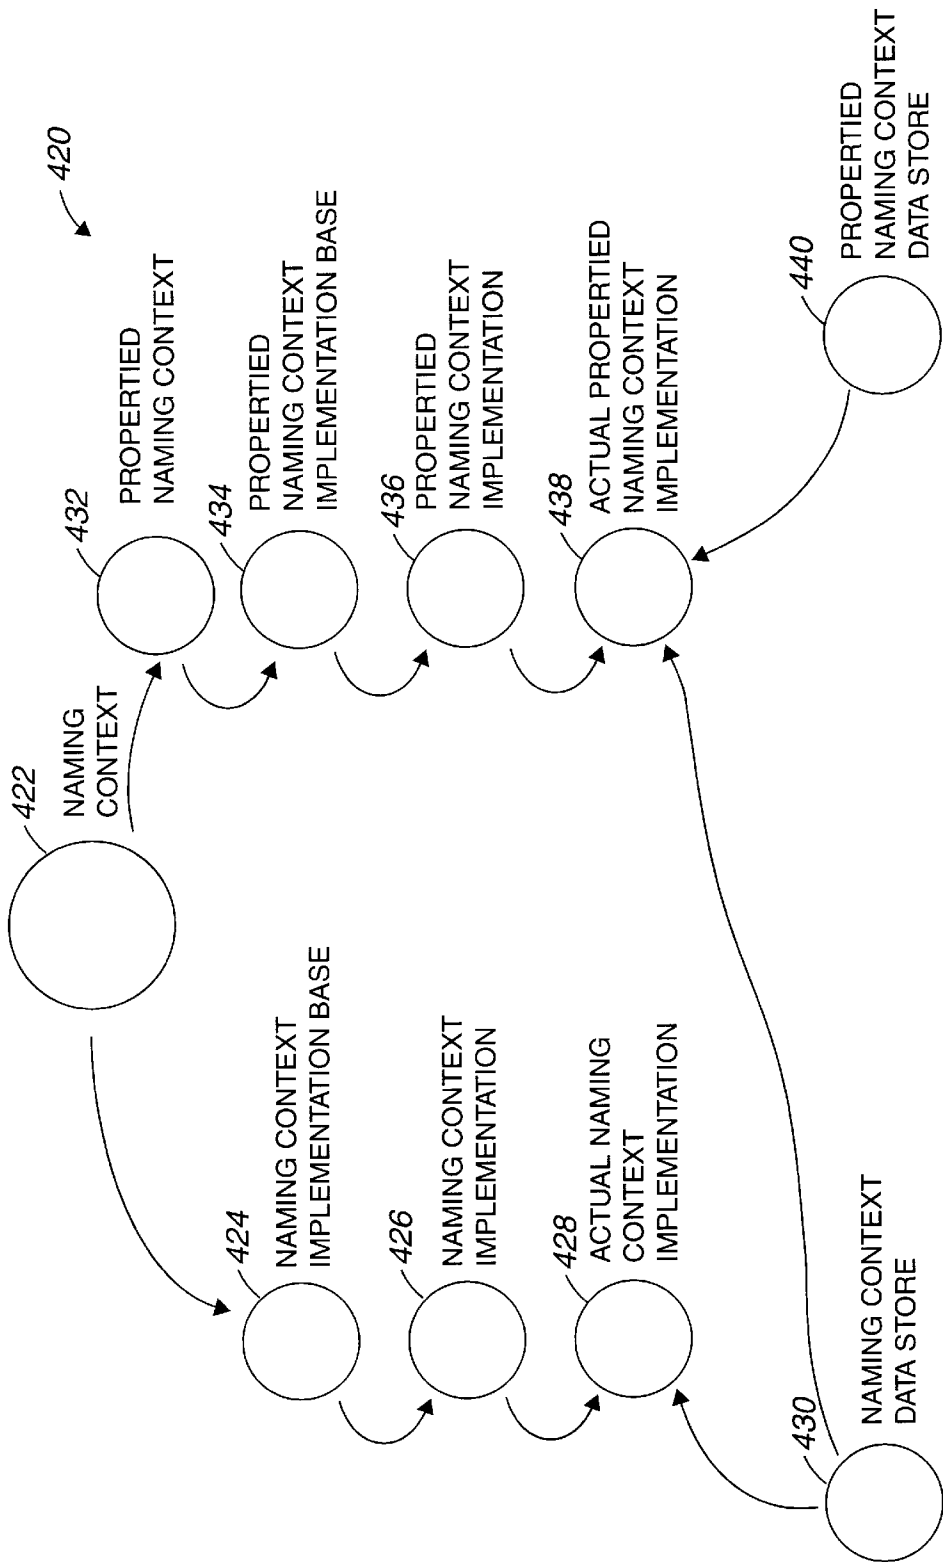 420
422
NAMING
CONTEXT
432
PROPERTIED
NAMING CONTEXT
424
NAMING CONTEXT
IMPLEMENTATION BASE
434
PROPERTIED
NAMING CONTEXT
IMPLEMENTATION BASE
426
NAMING CONTEXT
IMPLEMENTATION
436
PROPERTIED
NAMING CONTEXT
IMPLEMENTATION
428
ACTUAL NAMING
CONTEXT
IMPLEMENTATION
438
ACTUAL PROPERTIED
NAMING CONTEXT
IMPLEMENTATION
430
NAMING CONTEXT
DATA STORE
440
PROPERTIED
NAMING CONTEXT
DATA STORE